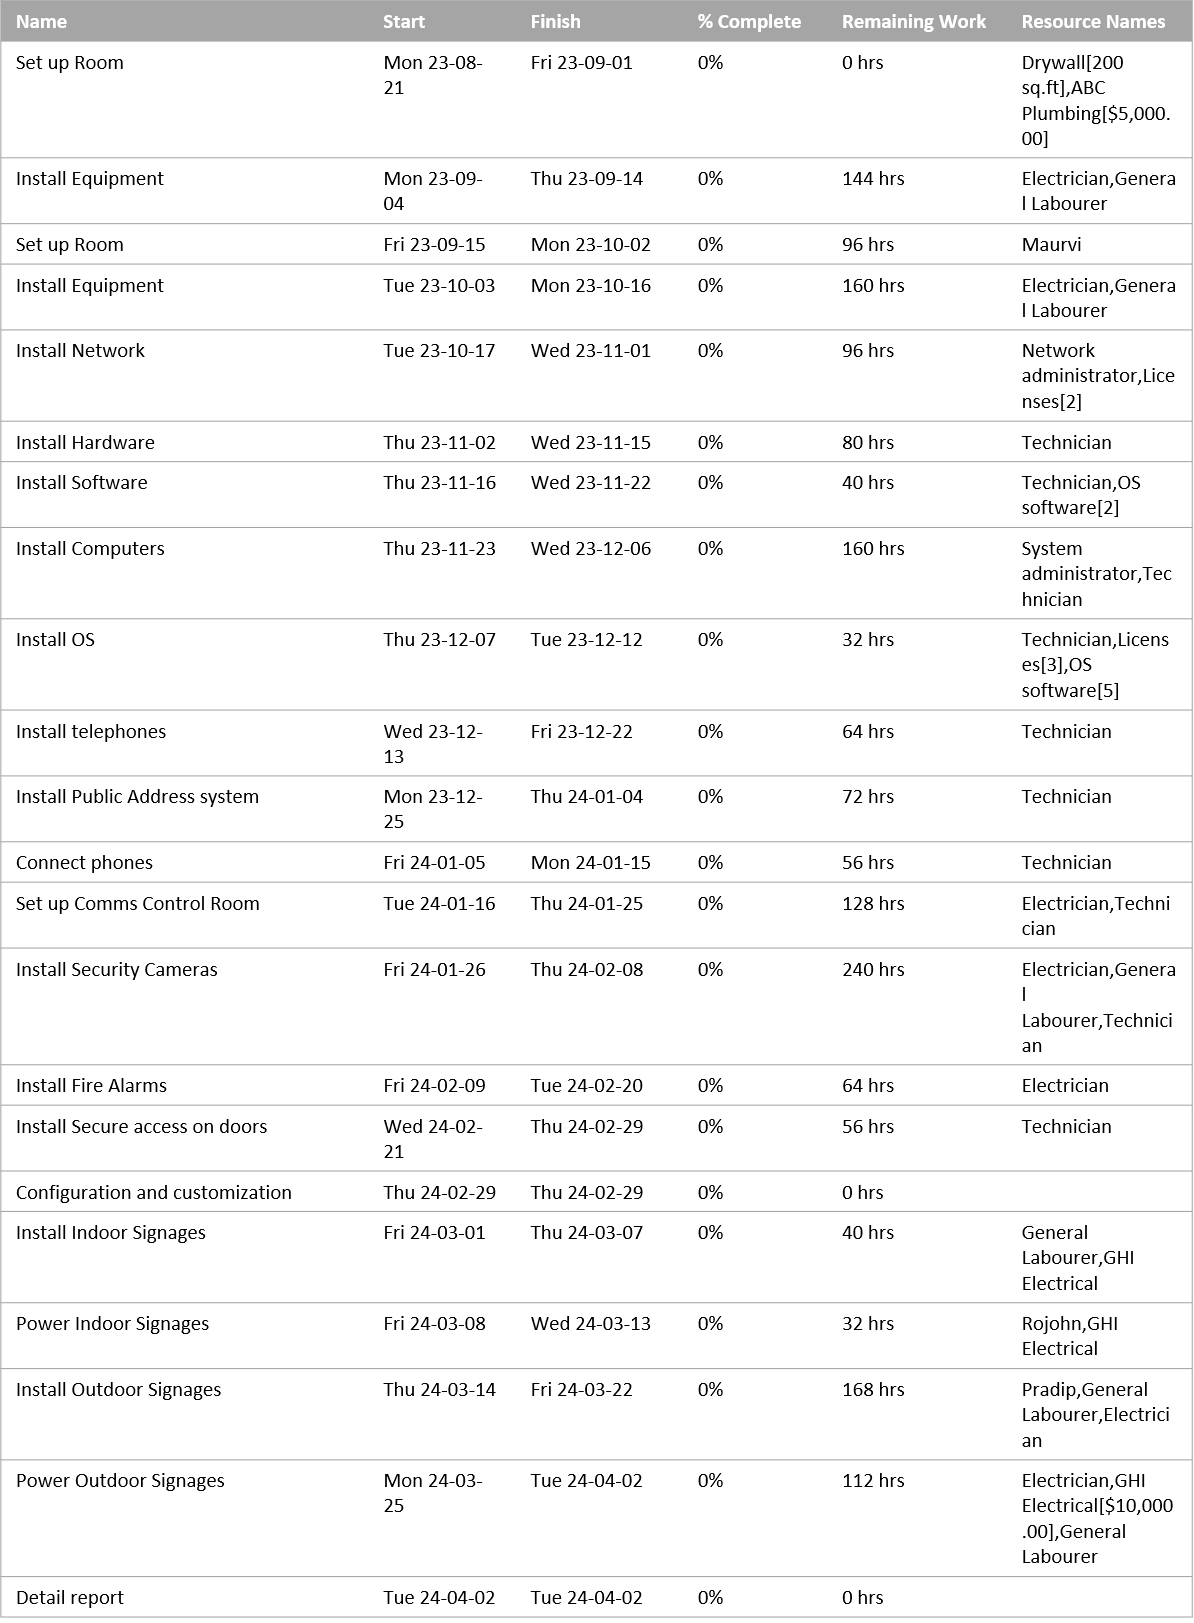 Name Start Finish % Complete Remaining Work Resource Names
Set up Room Mon 23-08- Fri 23-09-01 0% 0 hrs Drywall[200
21 sq.ft],ABC
Plumbing[$5,000.
00]
Install Equipment Mon 23-09- Thu 23-09-14 0% 144 hrs Electrician,Genera
04 l Labourer
Set up Room Fri 23-09-15 Mon 23-10-02 0% 96 hrs Maurvi
Install Equipment Tue 23-10-03 Mon 23-10-16 0% 160 hrs Electrician,Genera
l Labourer
Install Network Tue 23-10-17 Wed 23-11-01 0% 96 hrs Network
administrator,Lice
nses[2]
Install Hardware Thu 23-11-02 Wed 23-11-15 0% 80 hrs Technician
Install Software Thu 23-11-16 Wed 23-11-22 0% 40 hrs Technician,OS
software[2]
Install Computers Thu 23-11-23 Wed 23-12-06 0% 160 hrs System
administrator,Tec
hnician
Install OS Thu 23-12-07 Tue 23-12-12 0% 32 hrs Technician,Licens
es[3],OS
software[5]
Install telephones Wed 23-12- Fri 23-12-22 0% 64 hrs Technician
13
Install Public Address system Mon 23-12- Thu 24-01-04 0% 72 hrs Technician
25
Connect phones Fri 24-01-05 Mon 24-01-15 0% 56 hrs Technician
Set up Comms Control Room Tue 24-01-16 Thu 24-01-25 0% 128 hrs Electrician,Techni
cian
Install Security Cameras Fri 24-01-26 Thu 24-02-08 0% 240 hrs Electrician,Genera
l
Labourer,Technici
an
Install Fire Alarms Fri 24-02-09 Tue 24-02-20 0% 64 hrs Electrician
Install Secure access on doors Wed 24-02- Thu 24-02-29 0% 56 hrs Technician
21
Configuration and customization Thu 24-02-29 Thu 24-02-29 0% 0 hrs
Install Indoor Signages Fri 24-03-01 Thu 24-03-07 0% 40 hrs General
Labourer,GHI
Electrical
Power Indoor Signages Fri 24-03-08 Wed 24-03-13 0% 32 hrs Rojohn,GHI
Electrical
Install Outdoor Signages Thu 24-03-14 Fri 24-03-22 0% 168 hrs Pradip,General
Labourer,Electrici
an
Power Outdoor Signages Mon 24-03- Tue 24-04-02 0% 112 hrs Electrician,GHI
25 Electrical[$10,000
.00],General
Labourer
Detail report Tue 24-04-02 Tue 24-04-02 0% 0 hrs